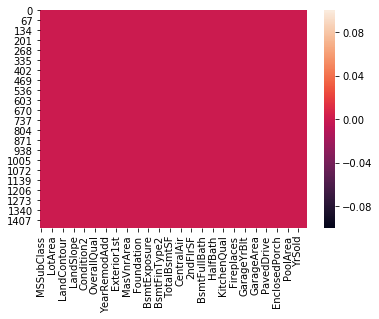 0
67
134
201
268
335
402
469
536
603
670
737
804
871
938
1005
1072
1139
1206
1273
1340
1407
0.08
0.04
0.00
−0.04
−0.08
MSSubClass
LotArea
LandContour
LandSlope
Condition2
OverallQual
YearRemodAdd
Exterior1st
MasVnrArea
Foundation
BsmtExposure
BsmtFinType2
TotalBsmtSF
CentralAir
2ndFlrSF
BsmtFullBath
HalfBath
KitchenQual
Fireplaces
GarageYrBlt
GarageArea
PavedDrive
EnclosedPorch
PoolArea
YrSold